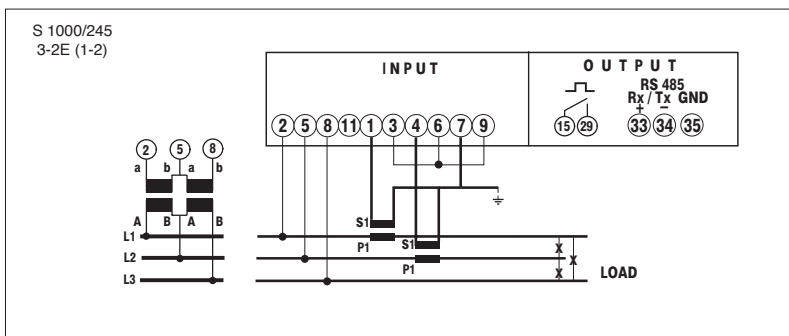 S 1000/245
3-2E (1-2)
INPUT
OUTPUT
RS 485
Rx / Tx GND
+ −
2 5 8 11 1 3 4 6 7 9
15 29 33 34 35
2 5 8
a b a b
A B A B
S1
P1
S1
P1
L1
L2
L3
X
X
X
LOAD